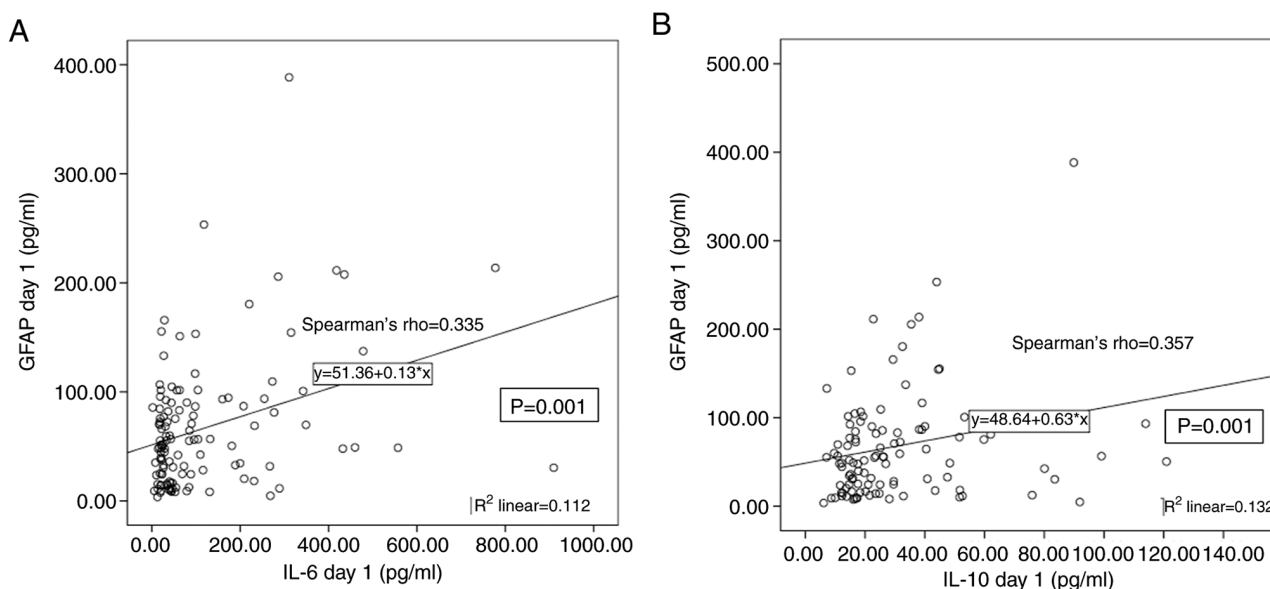 A
GFAP day 1 (pg/ml)
400.00
300.00
200.00
100.00
0.00
Spearman's rho=0.335
y=51.36+0.13*x
P=0.001
R² linear=0.112
0.00 200.00 400.00 600.00 800.00 1000.00
IL-6 day 1 (pg/ml)
B
GFAP day 1 (pg/ml)
500.00
400.00
300.00
200.00
100.00
0.00
Spearman's rho=0.357
y=48.64+0.63*x
P=0.001
R² linear=0.132
0.00 20.00 40.00 60.00 80.00 100.00 120.00 140.00
IL-10 day 1 (pg/ml)